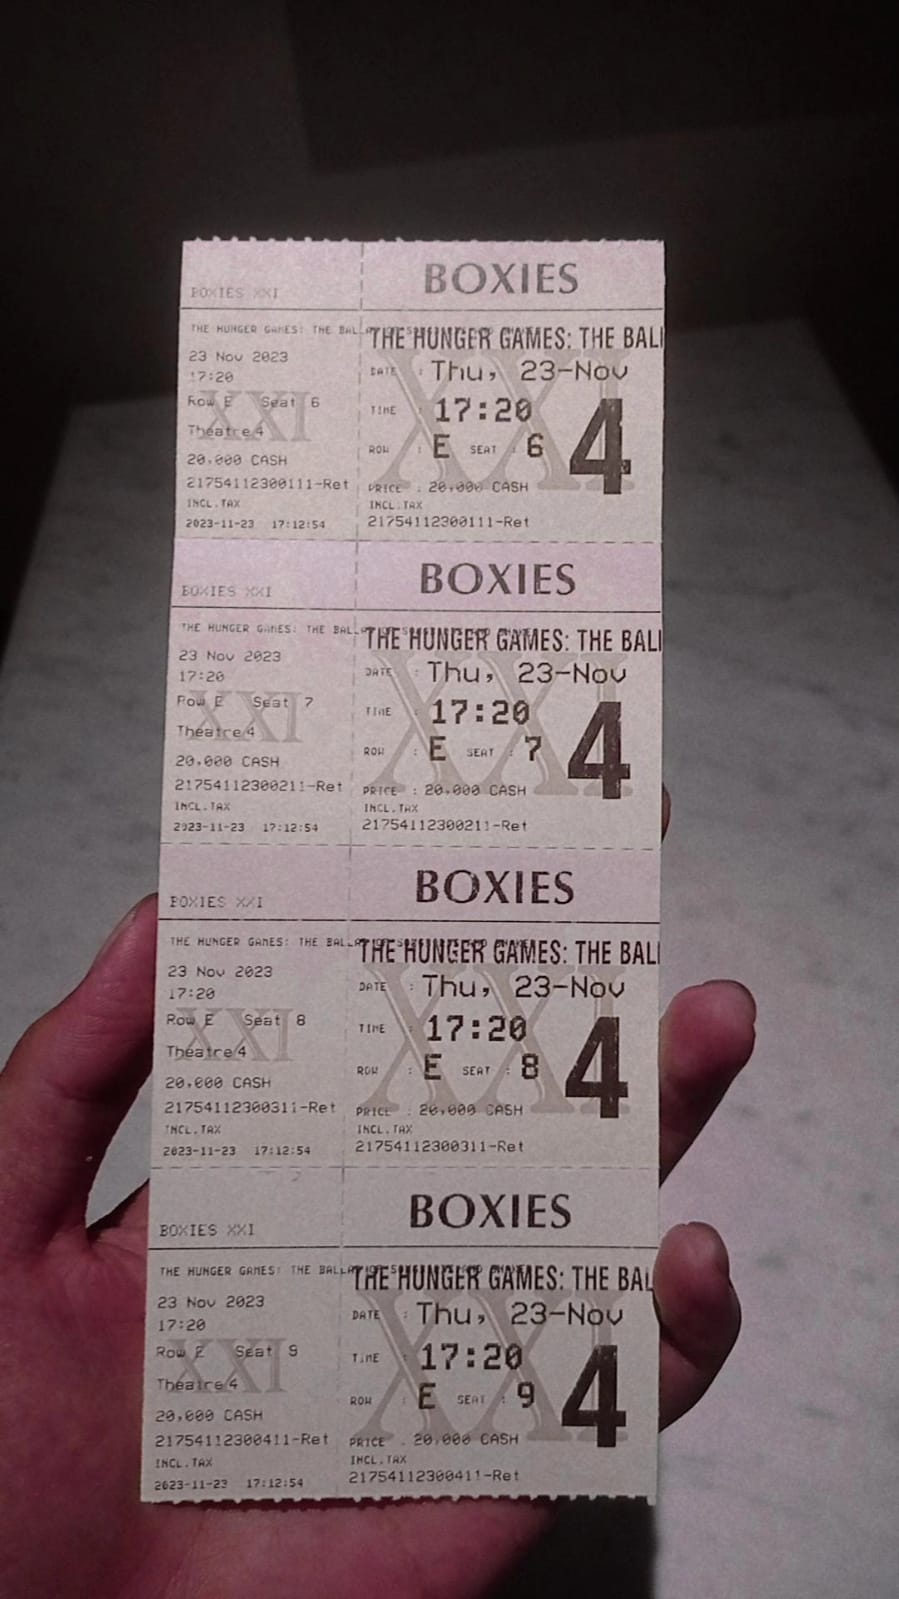 BOXIES XXI
THE HUNGER GAMES: THE BAL
23 Nov 2023
17:20
Row E Seat 6
Theatre 4
20.000 CASH
21754112300111-Ret
INCL.TAX
2023-11-23 17:12:54
BOXIES
THE HUNGER GAMES: THE BALL
DATE : Thu, 23-Nov
TIME : 17:20
ROW : E SEAT : 6
4
PRICE : 20,000 CASH
INCL.TAX
21754112300111-Ret
XXI
BOXIES XXI
THE HUNGER GAMES: THE BAL
23 Nov 2023
17:20
Row E Seat 7
Theatre 4
20.000 CASH
21754112300211-Ret
INCL.TAX
2023-11-23 17:12:54
BOXIES
THE HUNGER GAMES: THE BALL
DATE : Thu, 23-Nov
TIME : 17:20
ROW : E SEAT : 7
4
PRICE : 20.000 CASH
INCL.TAX
21754112300211-Ret
XXI
BOXIES XXI
THE HUNGER GAMES: THE BAL
23 Nov 2023
17:20
Row E Seat 8
Theatre 4
20.000 CASH
21754112300311-Ret
INCL.TAX
2023-11-23 17:12:54
BOXIES
THE HUNGER GAMES: THE BALL
DATE : Thu, 23-Nov
TIME : 17:20
ROW : E SEAT : 8
4
PRICE : 20,000 CASH
INCL.TAX
21754112300311-Ret
XXI
BOXIES XXI
THE HUNGER GAMES: THE BAL
23 Nov 2023
17:20
Row E Seat 9
Theatre 4
20.000 CASH
21754112300411-Ret
INCL.TAX
2023-11-23 17:12:54
BOXIES
THE HUNGER GAMES: THE BAL
DATE : Thu, 23-Nov
TIME : 17:20
ROW : E SEAT : 9
4
PRICE : 20.000 CASH
INCL.TAX
21754112300411-Ret
XXI